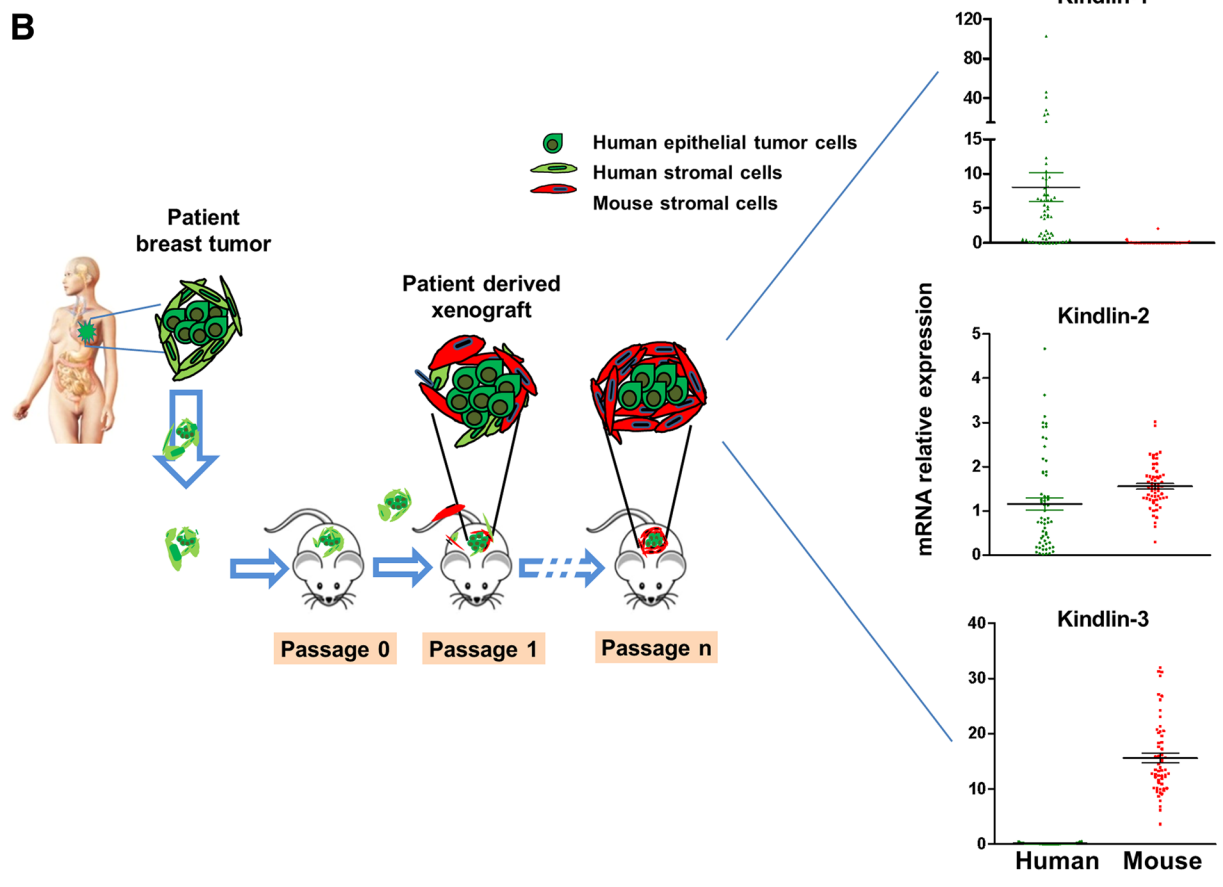 B
Human epithelial tumor cells
Human stromal cells
Mouse stromal cells
Patient
breast tumor
Patient derived
xenograft
Passage 0
Passage 1
Passage n
mRNA relative expression
120
80
40
15
10
5
0
Kindlin-2
5
4
3
2
1
0
Kindlin-3
40
30
20
10
0
Human
Mouse